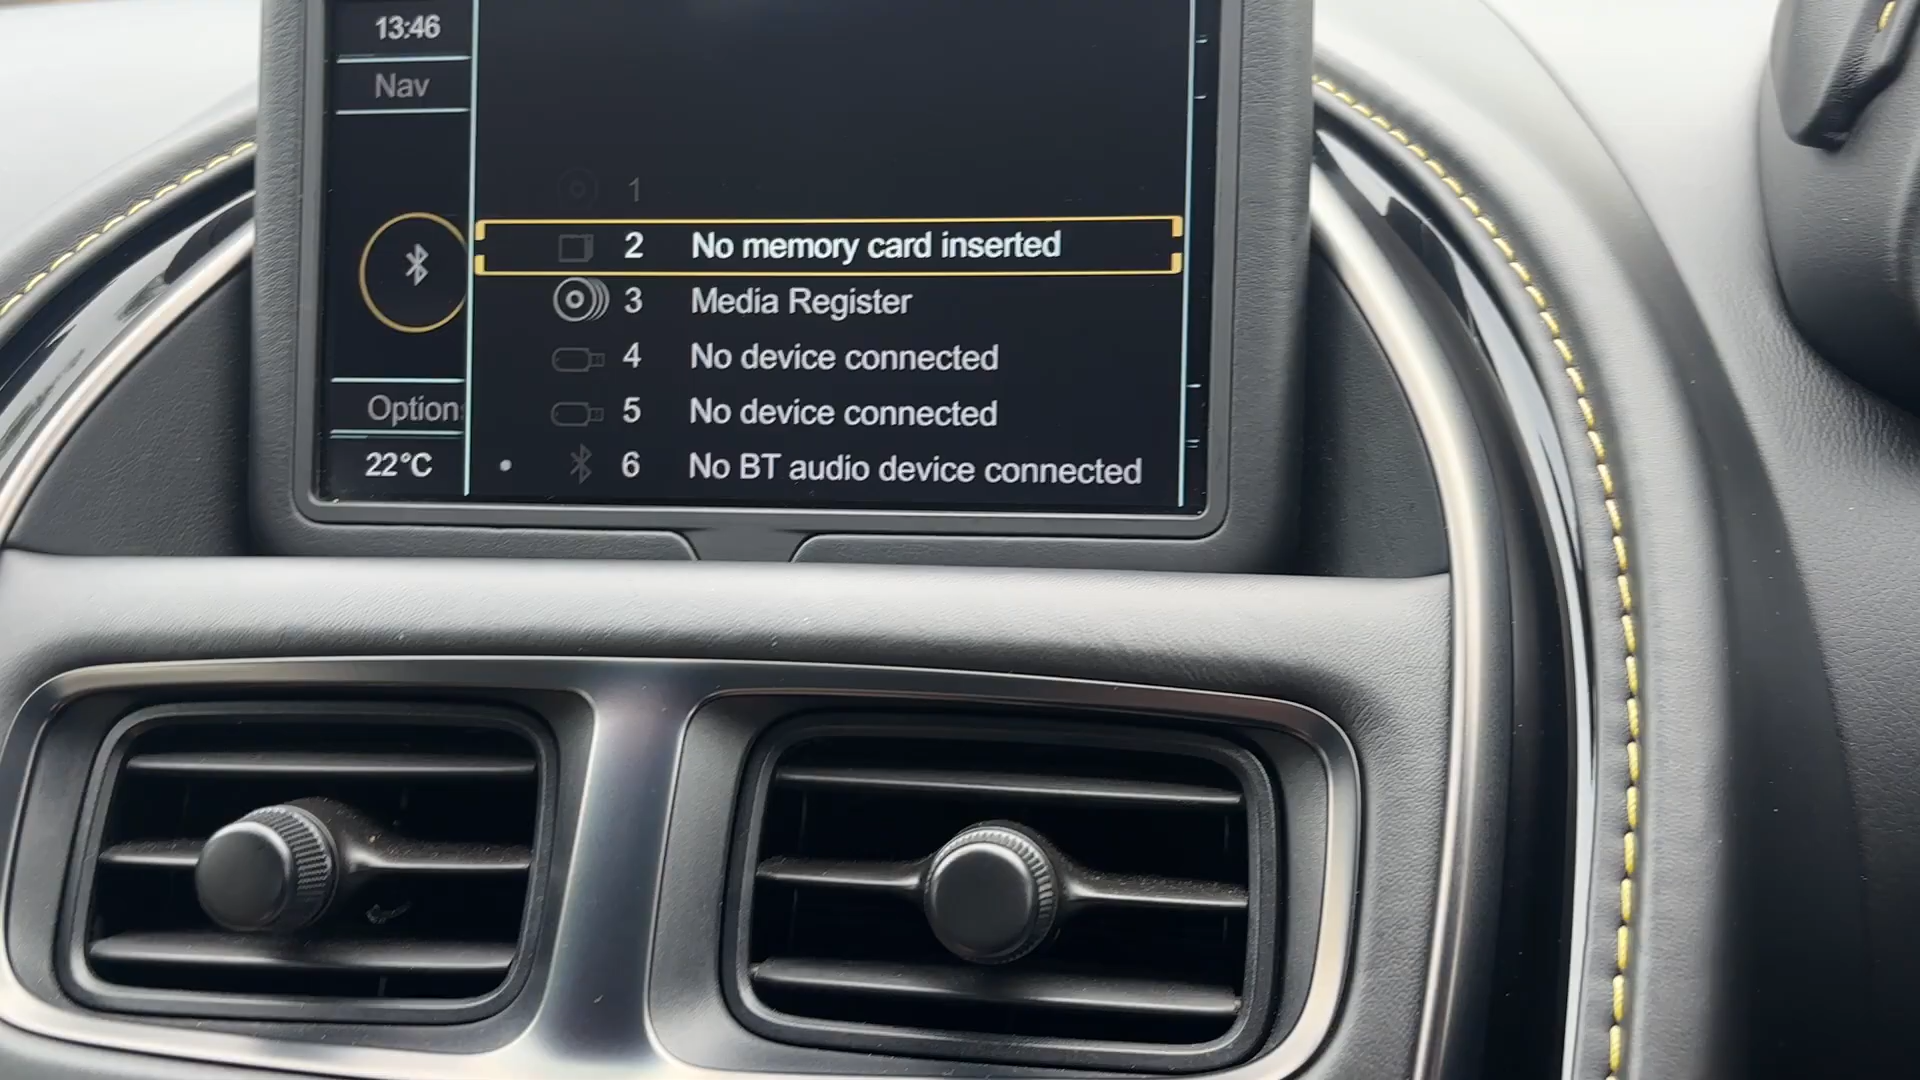 13:46
Nav
1
2 No memory card inserted
3 Media Register
4 No device connected
5 No device connected
6 No BT audio device connected
Option
22°C